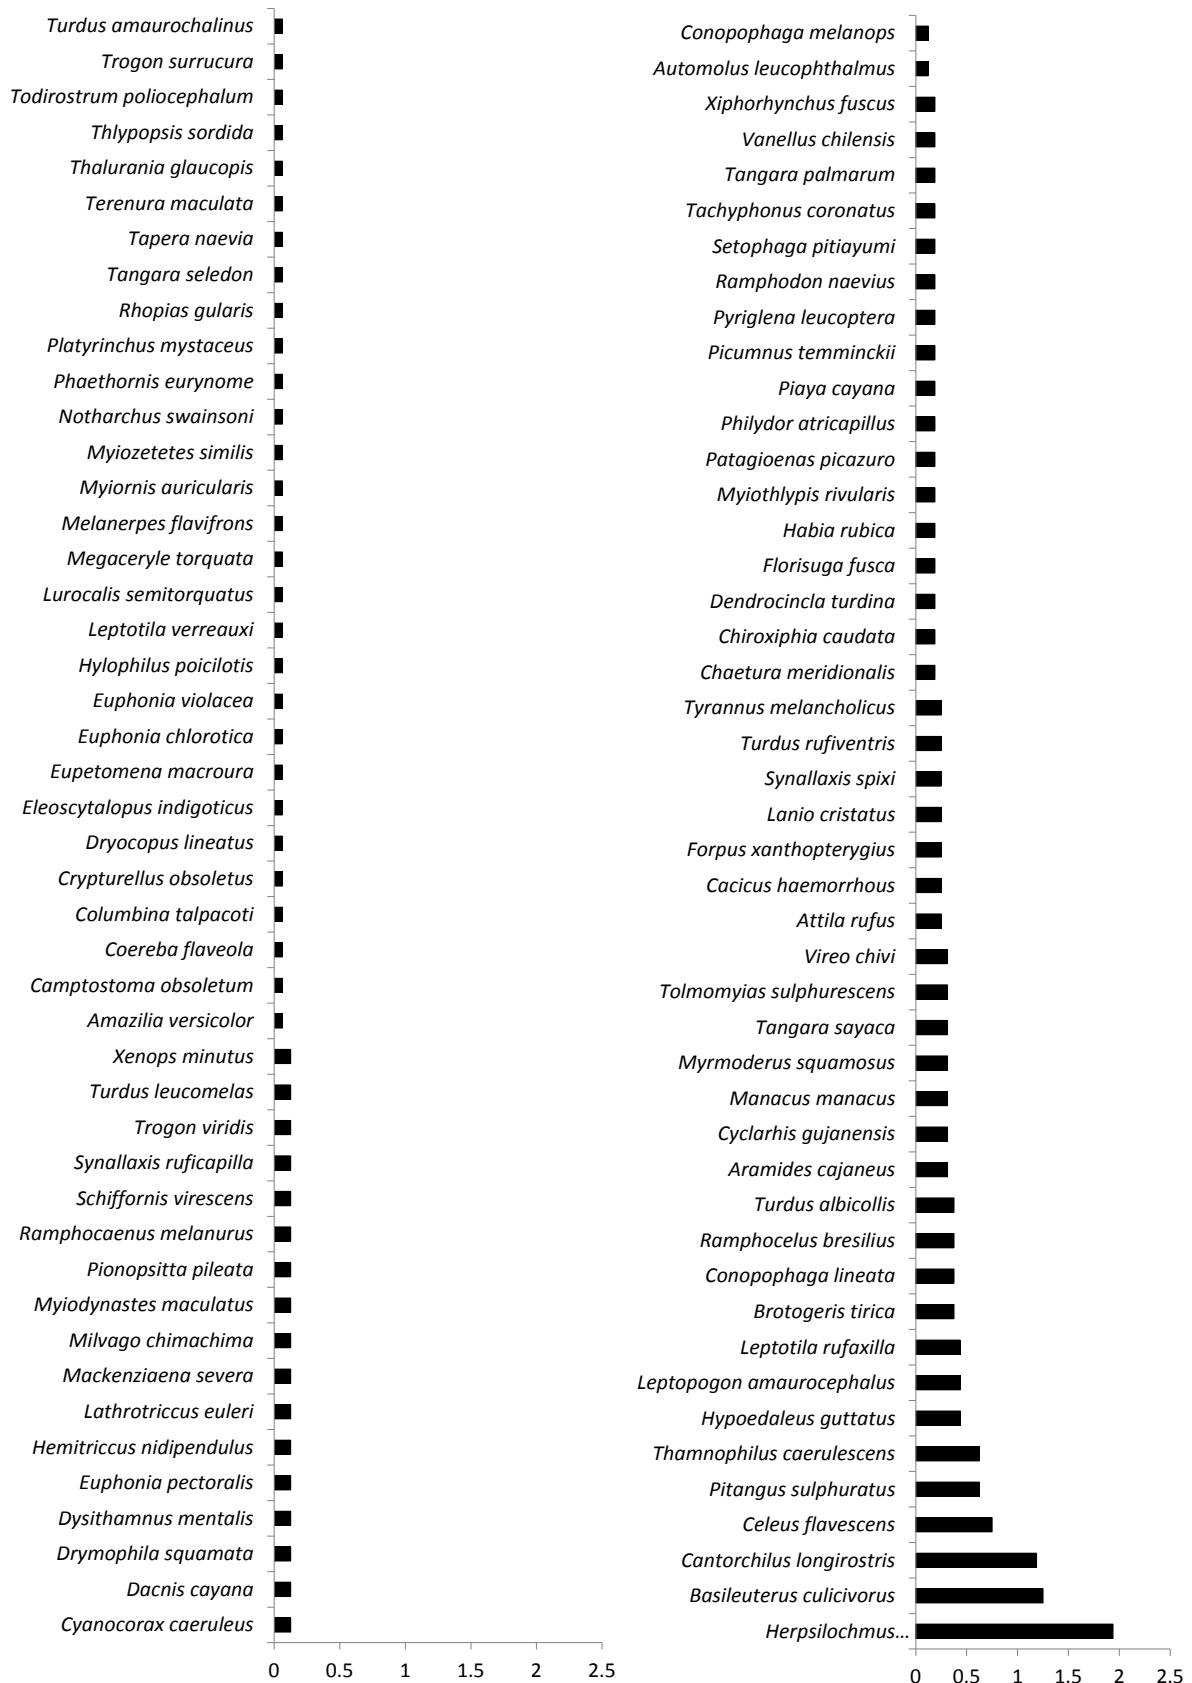 Turdus amaurochalinus
Trogon surrucura
Todirostrum poliocephalum
Thlypopsis sordida
Thalurania glaucopis
Terenura maculata
Tapera naevia
Tangara seledon
Rhopias gularis
Platyrinchus mystaceus
Phaethornis eurynome
Notharchus swainsoni
Myiozetetes similis
Myiornis auricularis
Melanerpes flavifrons
Megaceryle torquata
Lurocalis semitorquatus
Leptotila verreauxi
Hylophilus poicilotis
Euphonia violacea
Euphonia chlorotica
Eupetomena macroura
Eleoscytalopus indigoticus
Dryocopus lineatus
Crypturellus obsoletus
Columbina talpacoti
Coereba flaveola
Camptostoma obsoletum
Amazilia versicolor
Xenops minutus
Turdus leucomelas
Trogon viridis
Synallaxis ruficapilla
Schiffornis virescens
Ramphocaenus melanurus
Pionopsitta pileata
Myiodynastes maculatus
Milvago chimachima
Mackenziaena severa
Lathrotriccus euleri
Hemitriccus nidipendulus
Euphonia pectoralis
Dysithamnus mentalis
Drymophila squamata
Dacnis cayana
Cyanocorax caeruleus
0 0.5 1 1.5 2 2.5
Conopophaga melanops
Automolus leucophthalmus
Xiphorhynchus fuscus
Vanellus chilensis
Tangara palmarum
Tachyphonus coronatus
Setophaga pitiayumi
Ramphodon naevius
Pyriglena leucoptera
Picumnus temminckii
Piaya cayana
Philydor atricapillus
Patagioenas picazuro
Myiothlypis rivularis
Habia rubica
Florisuga fusca
Dendrocincla turdina
Chiroxiphia caudata
Chaetura meridionalis
Tyrannus melancholicus
Turdus rufiventris
Synallaxis spixi
Lanio cristatus
Forpus xanthopterygius
Cacicus haemorrhous
Attila rufus
Vireo chivi
Tolmomyias sulphurescens
Tangara sayaca
Myrmoderus squamosus
Manacus manacus
Cyclarhis gujanensis
Aramides cajaneus
Turdus albicollis
Ramphocelus bresilius
Conopophaga lineata
Brotogeris tirica
Leptotila rufaxilla
Leptopogon amaurocephalus
Hypoedaleus guttatus
Thamnophilus caerulescens
Pitangus sulphuratus
Celeus flavescens
Cantorchilus longirostris
Basileuterus culicivorus
Herpsilochmus...
0 0.5 1 1.5 2 2.5